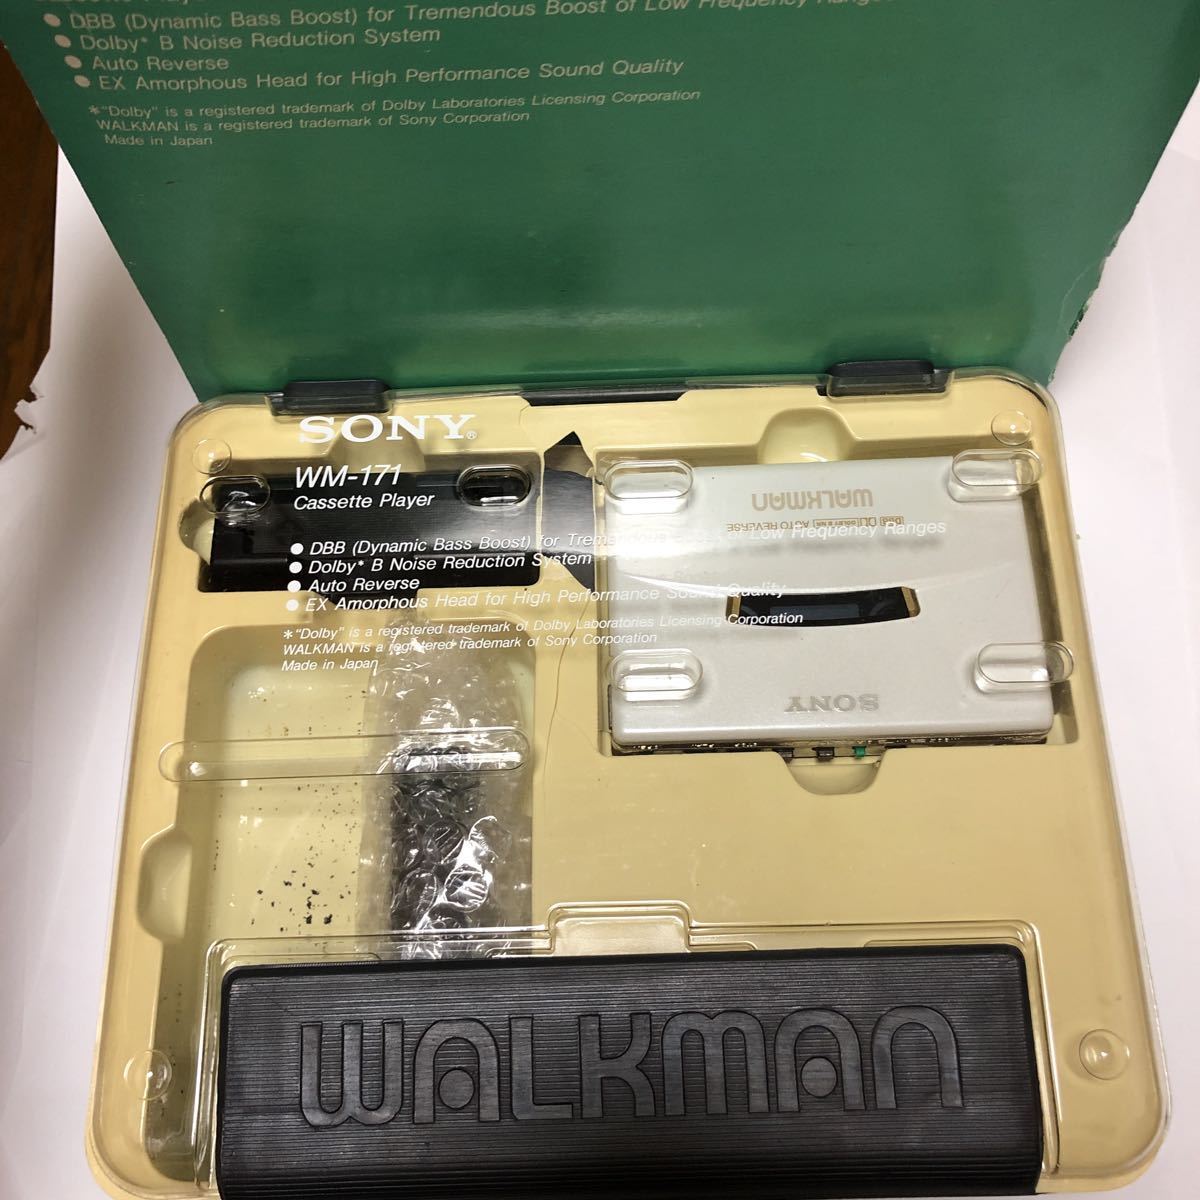 DBB (Dynamic Bass Boost) for Tremendous Boost of Low Frequency Ranges
Dolby* B Noise Reduction System
Auto Reverse
EX Amorphous Head for High Performance Sound Quality
*"Dolby" is a registered trademark of Dolby Laboratories Licensing Corporation
WALKMAN is a registered trademark of Sony Corporation
Made in Japan
SONY®
WM-171
Cassette Player
DBB (Dynamic Bass Boost) for Tremendous Boost of Low Frequency Ranges
Dolby* B Noise Reduction System
Auto Reverse
EX Amorphous Head for High Performance Sound Quality
*"Dolby" is a registered trademark of Dolby Laboratories Licensing Corporation
WALKMAN is a registered trademark of Sony Corporation
Made in Japan
WALKMAN
DOLBY B NR AUTO REVERSE
SONY
WALKMAN